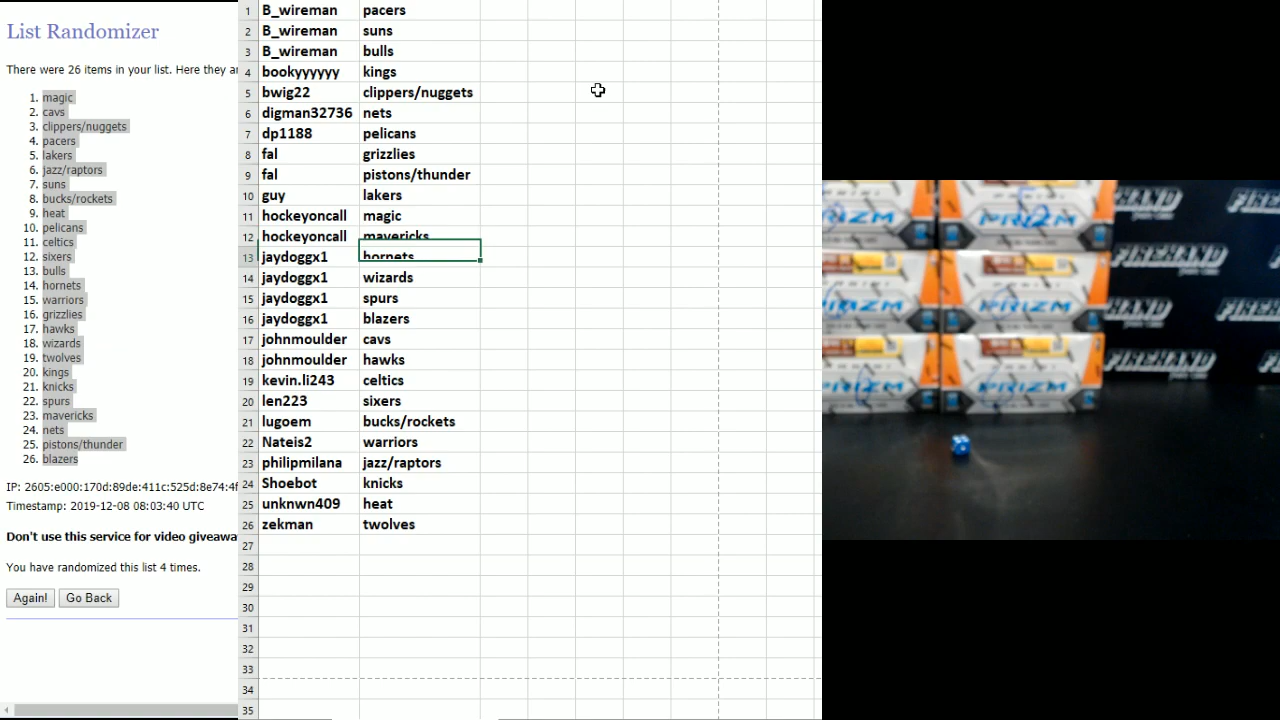 List Randomizer
There were 26 items in your list. Here they ar
1. magic
2. cavs
3. clippers/nuggets
4. pacers
5. lakers
6. jazz/raptors
7. suns
8. bucks/rockets
9. heat
10. pelicans
11. celtics
12. sixers
13. bulls
14. hornets
15. warriors
16. grizzlies
17. hawks
18. wizards
19. twolves
20. kings
21. knicks
22. spurs
23. mavericks
24. nets
25. pistons/thunder
26. blazers
IP: 2605:e000:170d:89de:411c:525d:8e74:4f
Timestamp: 2019-12-08 08:03:40 UTC
Don't use this service for video giveawa
You have randomized this list 4 times.
Again! Go Back
1 B_wireman pacers
2 B_wireman suns
3 B_wireman bulls
4 bookyyyyyy kings
5 bwig22 clippers/nuggets
6 digman32736 nets
7 dp1188 pelicans
8 fal grizzlies
9 fal pistons/thunder
10 guy lakers
11 hockeyoncall magic
12 hockeyoncall mavericks
13 jaydoggx1 hornets
14 jaydoggx1 wizards
15 jaydoggx1 spurs
16 jaydoggx1 blazers
17 johnmoulder cavs
18 johnmoulder hawks
19 kevin.li243 celtics
20 len223 sixers
21 lugoem bucks/rockets
22 Nateis2 warriors
23 philipmilana jazz/raptors
24 Shoebot knicks
25 unknwn409 heat
26 zekman twolves
27
28
29
30
31
32
33
34
35
PRIZM
PRIZM
PRIZM
FIREHAND